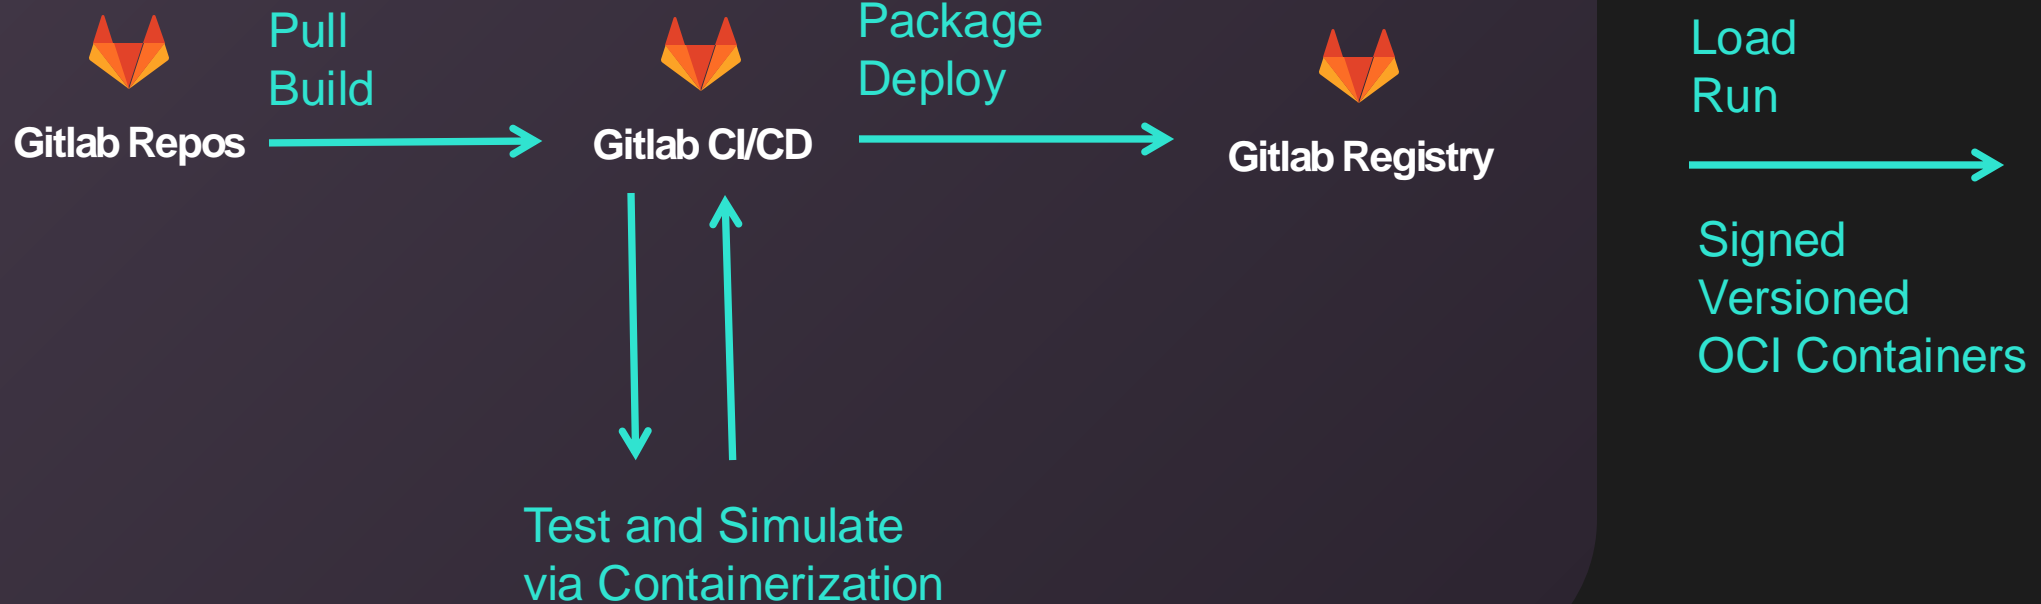 Pull
Build
Gitlab Repos
Gitlab CI/CD
Package
Deploy
Gitlab Registry
Load
Run
Signed
Versioned
OCI Containers
Test and Simulate
via Containerization